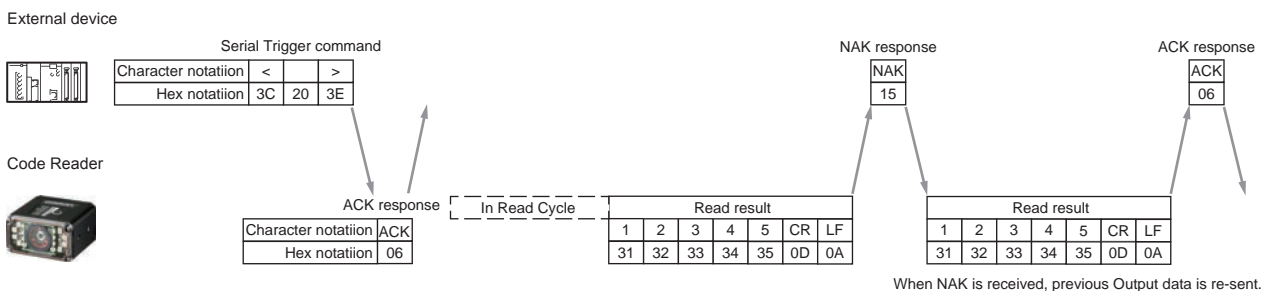 External device
Serial Trigger command
Character notatiion < >
Hex notatiion 3C 20 3E
NAK response
NAK
15
ACK response
ACK
06
Code Reader
ACK response
Character notatiion ACK
Hex notatiion 06
In Read Cycle
Read result
1 2 3 4 5 CR LF
31 32 33 34 35 0D 0A
Read result
1 2 3 4 5 CR LF
31 32 33 34 35 0D 0A
When NAK is received, previous Output data is re-sent.